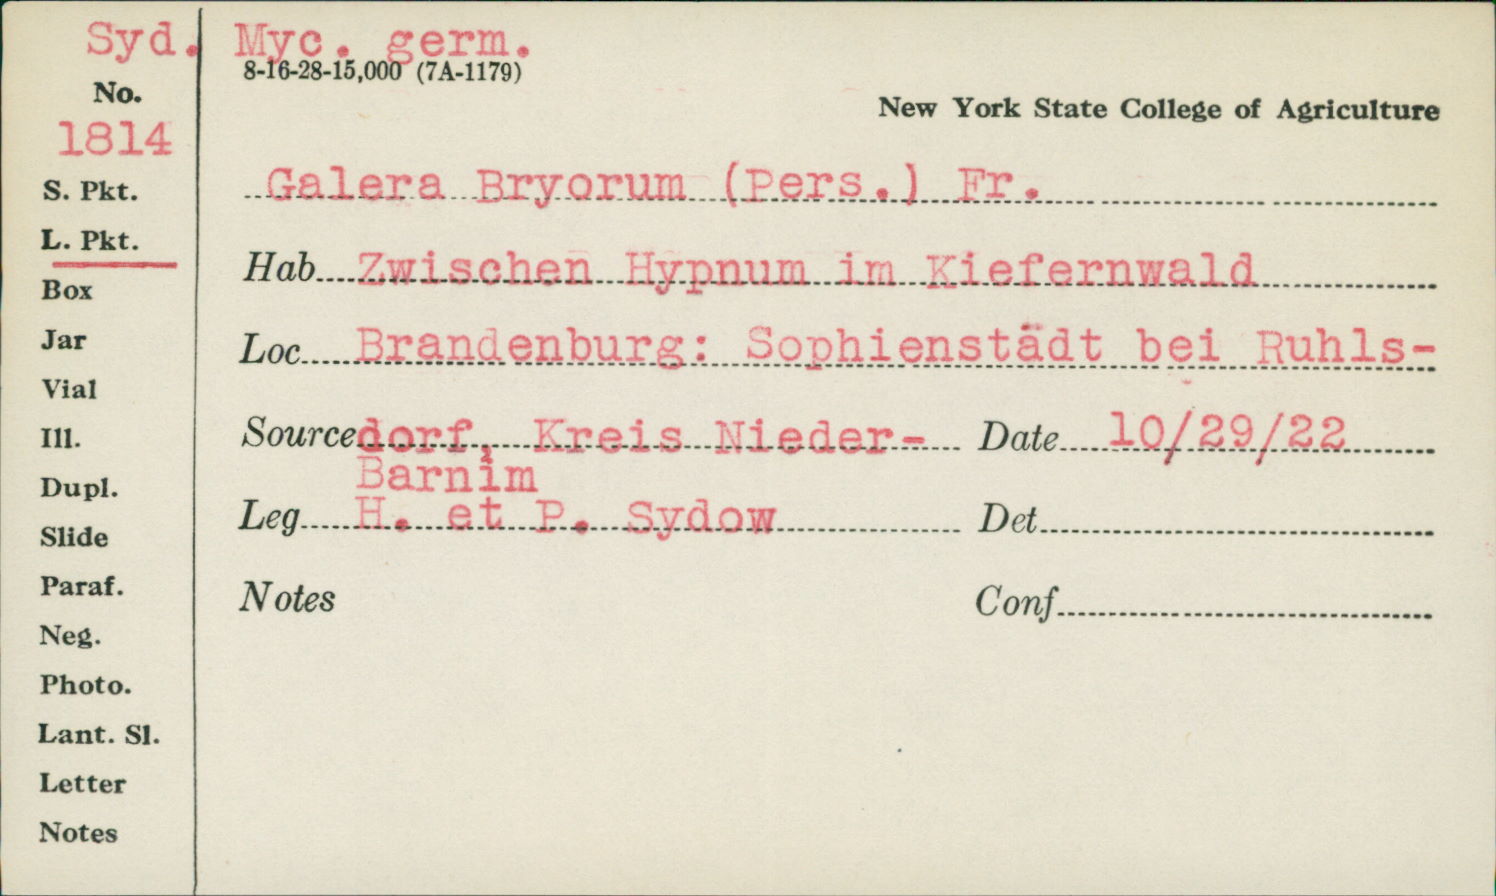 Syd. Myc. germ.
8-16-28-15,000 (7A-1179)
No.
New York State College of Agriculture
1814
Galera Bryorum (Pers.) Fr.
S. Pkt.
L. Pkt.
Hab Zwischen Hypnum im Kiefernwald
Box
Jar
Loc Brandenburg: Sophienstädt bei Ruhls-
Vial
Ill.
Source dorf, Kreis Nieder- Date 10/29/22
Barnim
Dupl.
Leg H. et P. Sydow Det
Slide
Paraf.
Notes Conf
Neg.
Photo.
Lant. Sl.
Letter
Notes